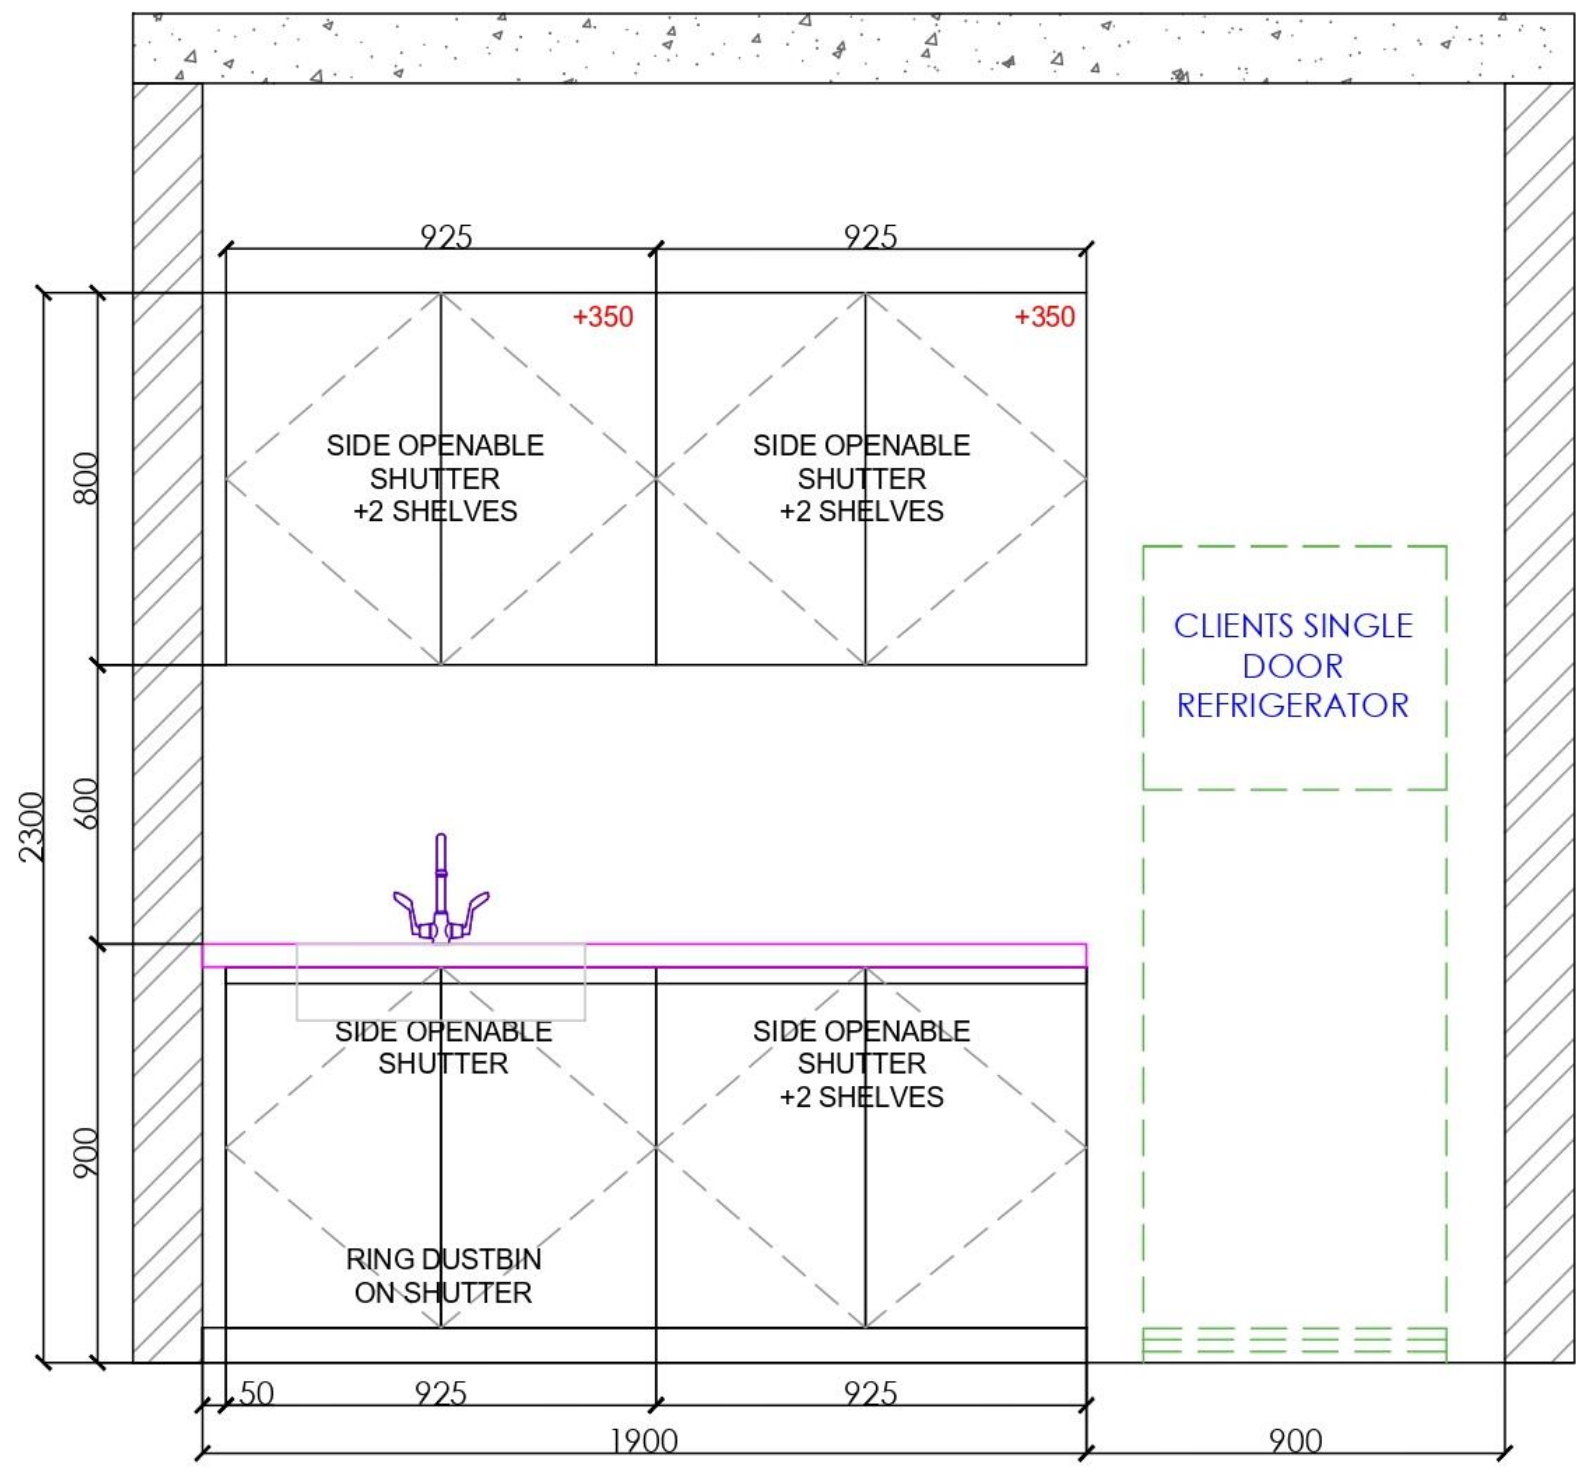 925
925
+350
+350
SIDE OPENABLE
SHUTTER
+2 SHELVES
SIDE OPENABLE
SHUTTER
+2 SHELVES
800
CLIENTS SINGLE
DOOR
REFRIGERATOR
600
2300
SIDE OPENABLE
SHUTTER
SIDE OPENABLE
SHUTTER
+2 SHELVES
900
RING DUSTBIN
ON SHUTTER
50
925
925
1900
900